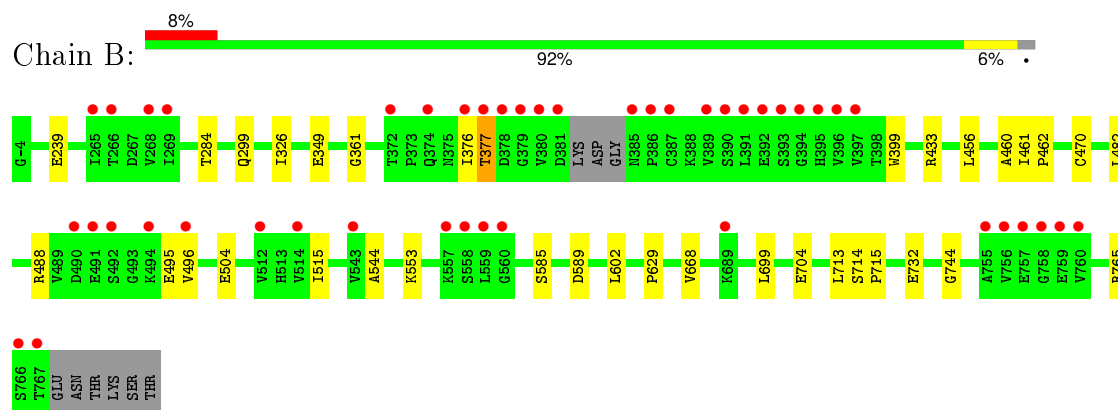 8%
Chain B:
92%
6%
G-4 E239 I265 T266 D267 V268 I269 T284 Q299 I326 E349 G361 T372 P373 Q374 N375 I376 T377 D378 G379 V380 D381 LYS ASP GLY N385 P386 C387 K388 V389 S390 L391 E392 S393 G394 H395 V396 V397 T398 W399 R433 L456 A460 I461 P462 C470
R488 V489 D490 E491 S492 G493 K494 E495 V496 E504 V512 H513 V514 I515 V543 A544 K553 K557 S558 L559 G560 S585 D589 L602 P629 V668 K689 L699 E704 L713 S714 P715 E732 G744 A755 V756 E757 G758 E759 V760
S766 T767 GLU ASN THR LYS SER THR